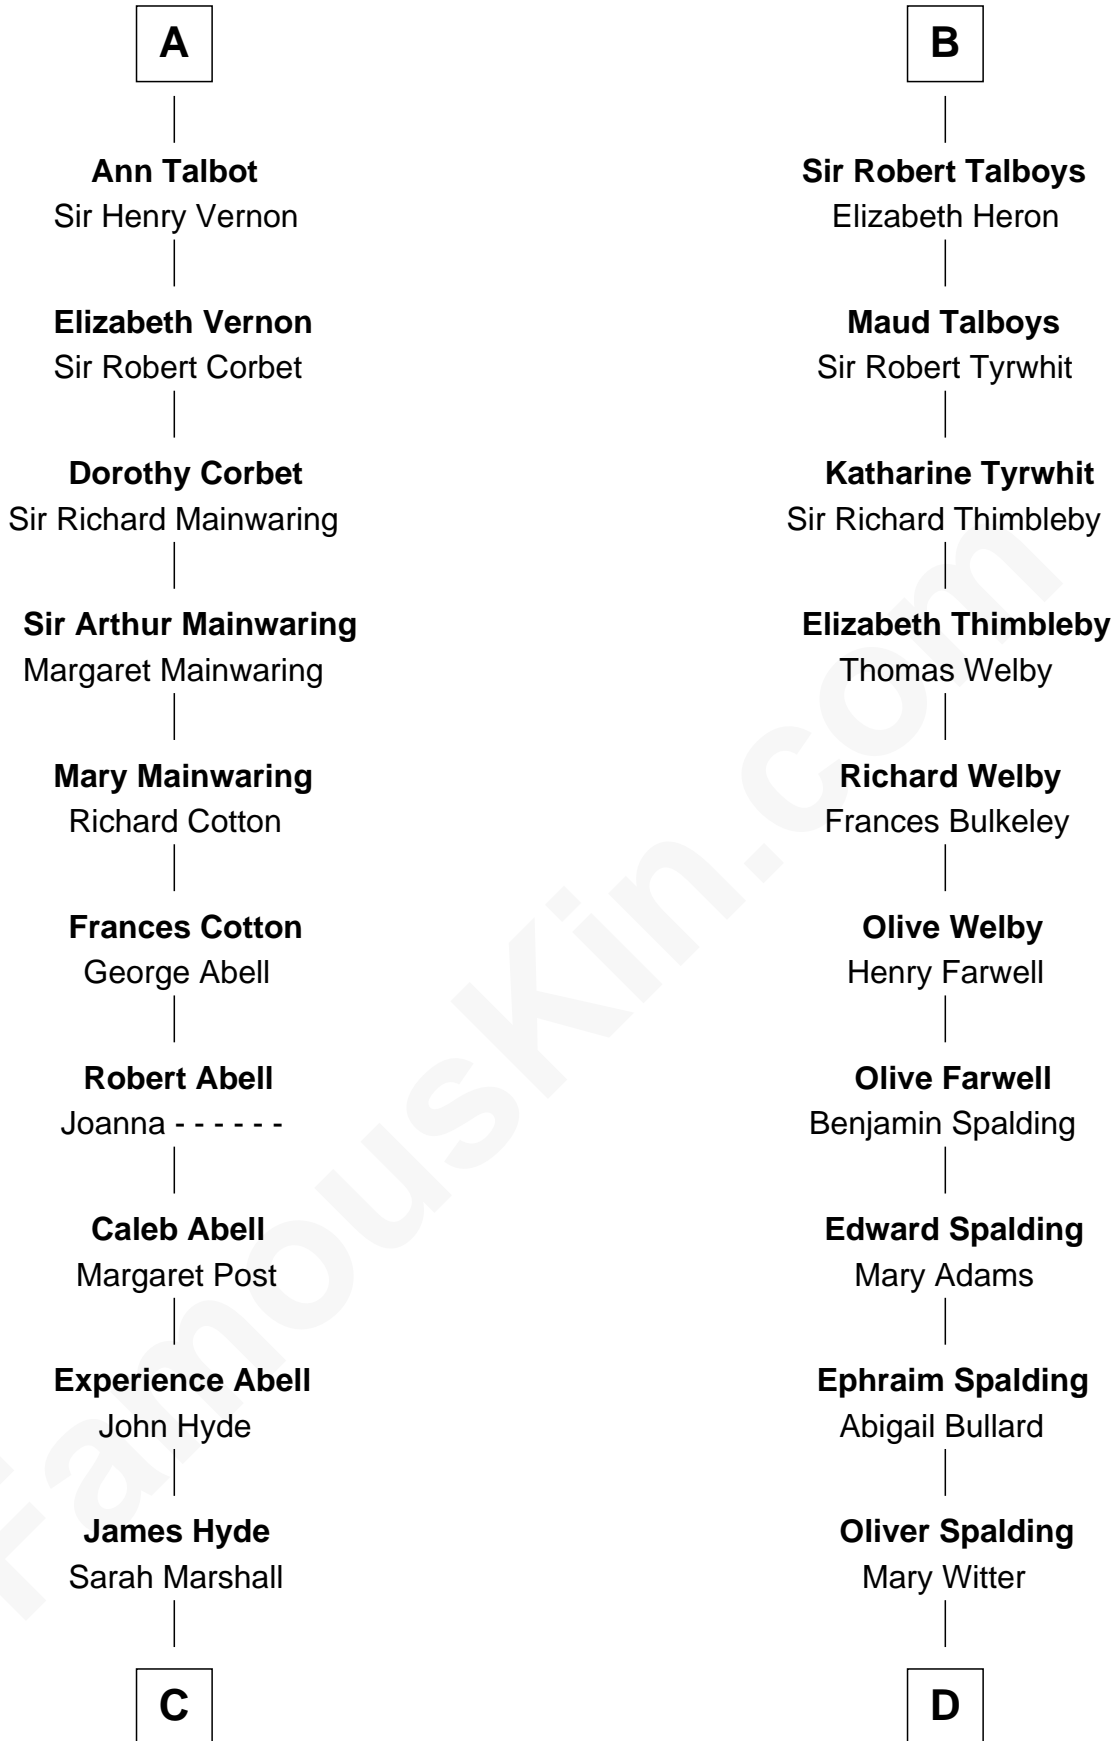 A
Ann Talbot
Sir Henry Vernon
Elizabeth Vernon
Sir Robert Corbet
Dorothy Corbet
Sir Richard Mainwaring
Sir Arthur Mainwaring
Margaret Mainwaring
Mary Mainwaring
Richard Cotton
Frances Cotton
George Abell
Robert Abell
Joanna - - - - - -
Caleb Abell
Margaret Post
Experience Abell
John Hyde
James Hyde
Sarah Marshall
C
B
Sir Robert Talboys
Elizabeth Heron
Maud Talboys
Sir Robert Tyrwhit
Katharine Tyrwhit
Sir Richard Thimbleby
Elizabeth Thimbleby
Thomas Welby
Richard Welby
Frances Bulkeley
Olive Welby
Henry Farwell
Olive Farwell
Benjamin Spalding
Edward Spalding
Mary Adams
Ephraim Spalding
Abigail Bullard
Oliver Spalding
Mary Witter
D
FamousKin.com